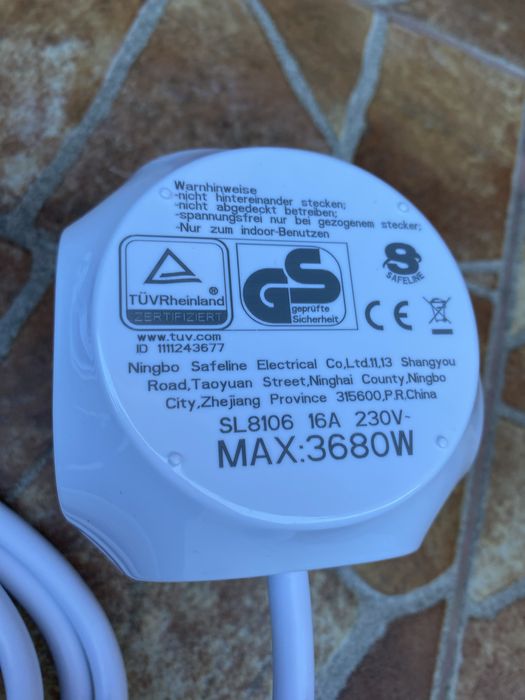 Warnhinweise
-nicht hintereinander stecken;
-nicht abgedeckt betreiben;
-spannungsfrei nur bei gezogenem stecker;
-Nur zum indoor-Benutzen
TÜVRheinland®
ZERTIFIZIERT
GS
geprüfte
Sicherheit
SAFELINE
CE
www.tuv.com
ID 1111243677
Ningbo Safeline Electrical Co,Ltd.11,13 Shangyou
Road,Taoyuan Street,Ninghai County,Ningbo
City,Zhejiang Province 315600,P.R.China
SL8106 16A 230V~
MAX:3680W